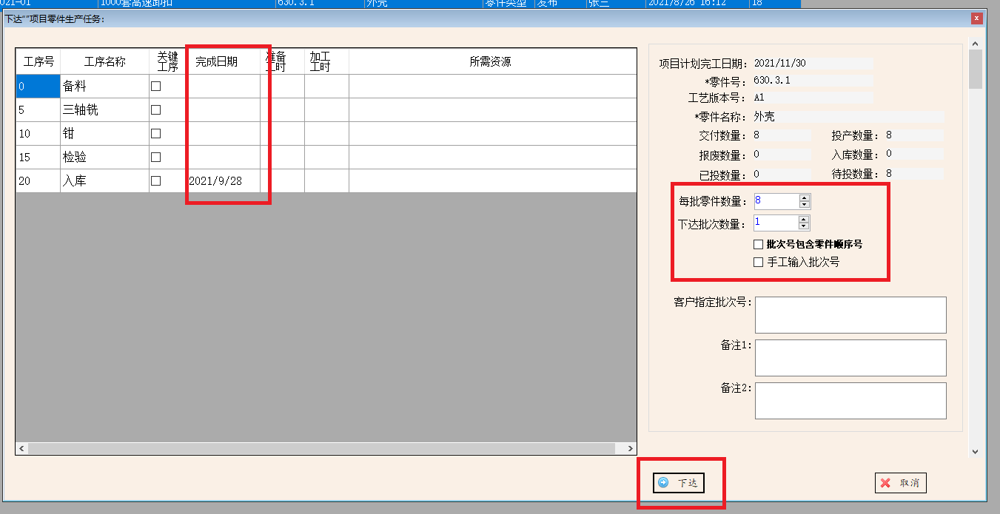 021-01 1000套高速卸扣 630.3.1 外壳 零件类型 发布 张三 2021/8/26 16:12 18
下达""项目零件生产任务:
工序号 工序名称 关键工序 完成日期 准备工时 加工工时 所需资源
0 备料
5 三轴铣
10 钳
15 检验
20 入库 2021/9/28
项目计划完工日期: 2021/11/30
*零件号: 630.3.1
工艺版本号: A1
*零件名称: 外壳
交付数量: 8 投产数量: 8
报废数量: 0 入库数量: 0
已投数量: 0 待投数量: 8
每批零件数量: 8
下达批次数量: 1
批次号包含零件顺序号
手工输入批次号
客户指定批次号:
备注1:
备注2:
下达 取消